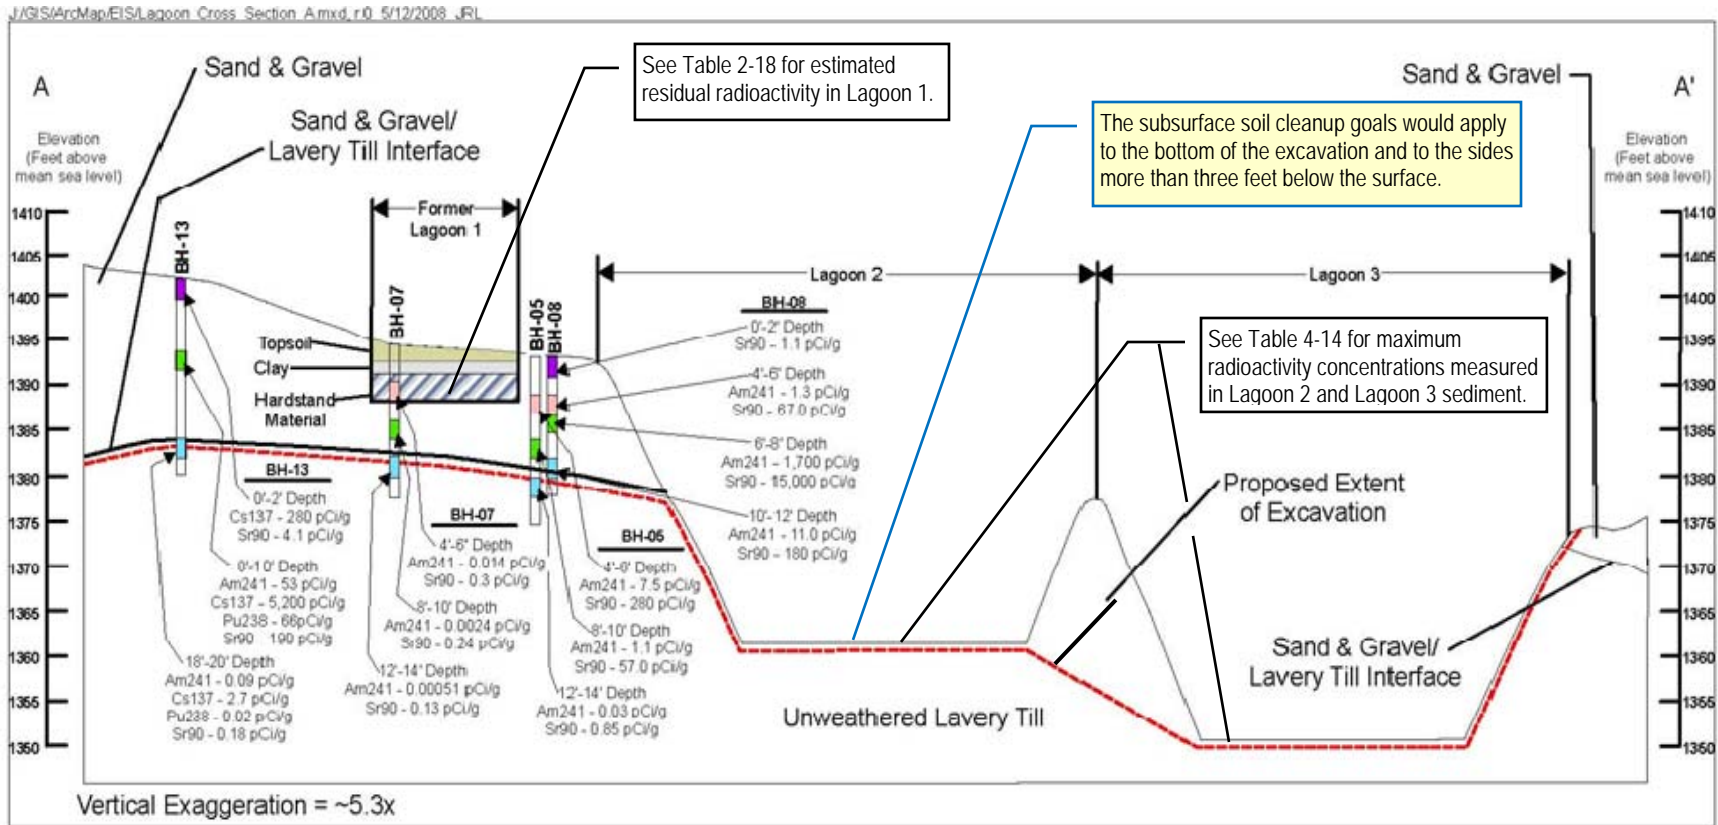 J:/GIS/ArcMap/EIS/Lagoon_Cross_Section_A.mxd, r.0 5/12/2008 JRL
A
Sand & Gravel
Sand & Gravel/
Lavery Till Interface
See Table 2-18 for estimated
residual radioactivity in Lagoon 1.
The subsurface soil cleanup goals would apply
to the bottom of the excavation and to the sides
more than three feet below the surface.
Sand & Gravel
A'
Elevation
(Feet above
mean sea level)
Elevation
(Feet above
mean sea level)
1410
1405
1400
1395
1390
1385
1380
1375
1370
1365
1360
1355
1350
BH-13
Former
Lagoon 1
BH-07
BH-05
BH-08
Lagoon 2
Lagoon 3
Topsoil
Clay
Hardstand
Material
BH-08
0'-2' Depth
Sr90 - 1.1 pCi/g
4'-6' Depth
Am241 - 1.3 pCi/g
Sr90 - 67.0 pCi/g
6'-8' Depth
Am241 - 1,700 pCi/g
Sr90 - 15,000 pCi/g
10'-12' Depth
Am241 - 11.0 pCi/g
Sr90 - 180 pCi/g
See Table 4-14 for maximum
radioactivity concentrations measured
in Lagoon 2 and Lagoon 3 sediment.
BH-13
0'-2' Depth
Cs137 - 280 pCi/g
Sr90 - 4.1 pCi/g
0'-10' Depth
Am241 - 53 pCi/g
Cs137 - 5,200 pCi/g
Pu238 - 66pCi/g
Sr90 - 190 pCi/g
18'-20' Depth
Am241 - 0.09 pCi/g
Cs137 - 2.7 pCi/g
Pu238 - 0.02 pCi/g
Sr90 - 0.18 pCi/g
BH-07
4'-6" Depth
Am241 - 0.014 pCi/g
Sr90 - 0.3 pCi/g
8'-10' Depth
Am241 - 0.0024 pCi/g
Sr90 - 0.24 pCi/g
12'-14' Depth
Am241 - 0.00051 pCi/g
Sr90 - 0.13 pCi/g
BH-05
4'-6' Depth
Am241 - 7.5 pCi/g
Sr90 - 280 pCi/g
8'-10' Depth
Am241 - 1.1 pCi/g
Sr90 - 57.0 pCi/g
12'-14' Depth
Am241 - 0.03 pCi/g
Sr90 - 0.85 pCi/g
Proposed Extent
of Excavation
Sand & Gravel/
Lavery Till Interface
Unweathered Lavery Till
1410
1405
1400
1395
1390
1385
1380
1375
1370
1365
1360
1355
1350
Vertical Exaggeration = ~5.3x